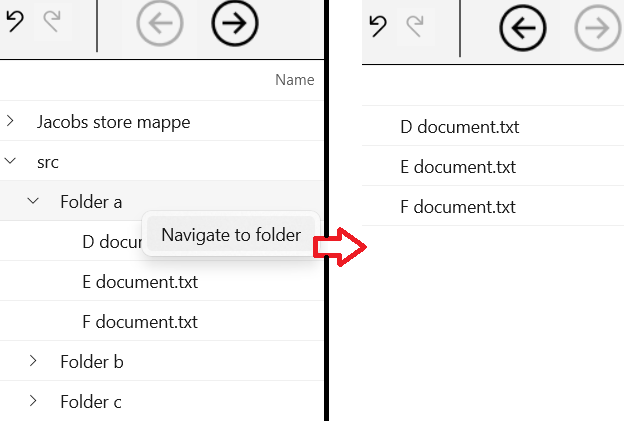 Name
Jacobs store mappe
src
Folder a
Navigate to folder
D docur
E document.txt
F document.txt
Folder b
Folder c
D document.txt
E document.txt
F document.txt